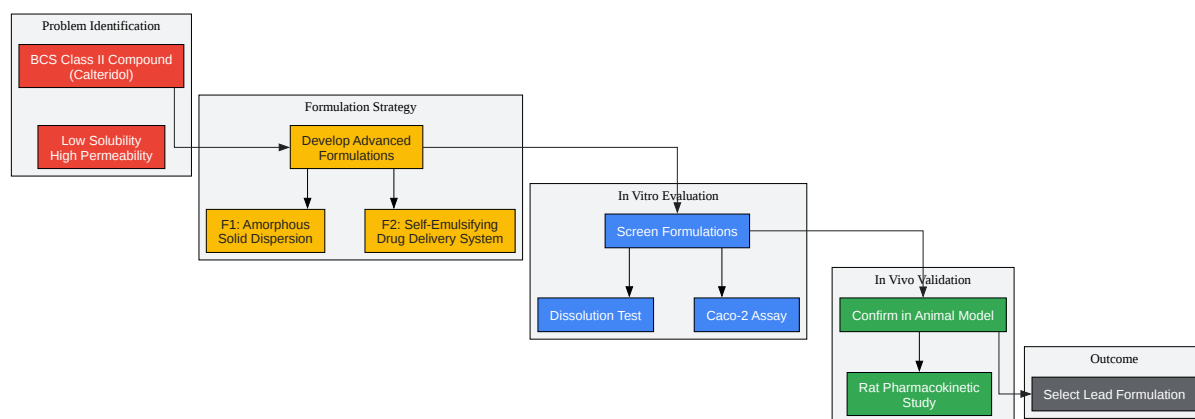 Problem Identification
BCS Class II Compound
(Calteridol)
Low Solubility
High Permeability
Formulation Strategy
Develop Advanced
Formulations
F1: Amorphous
Solid Dispersion
F2: Self-Emulsifying
Drug Delivery System
In Vitro Evaluation
Screen Formulations
Dissolution Test
Caco-2 Assay
In Vivo Validation
Confirm in Animal Model
Rat Pharmacokinetic
Study
Outcome
Select Lead Formulation